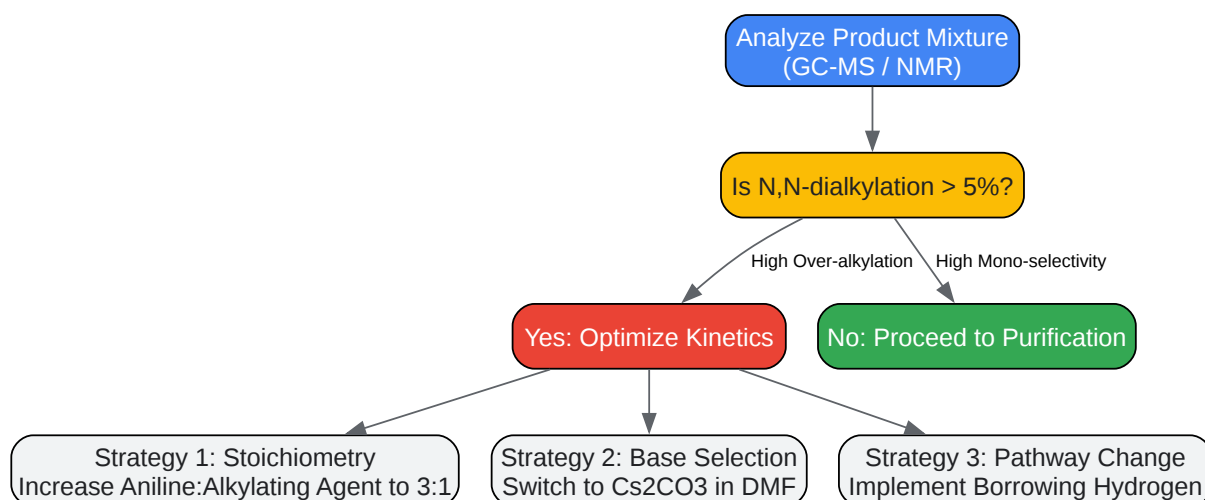 Analyze Product Mixture
(GC-MS / NMR)
Is N,N-dialkylation > 5%?
High Over-alkylation
High Mono-selectivity
Yes: Optimize Kinetics
No: Proceed to Purification
Strategy 1: Stoichiometry
Increase Aniline:Alkylating Agent to 3:1
Strategy 2: Base Selection
Switch to Cs2CO3 in DMF
Strategy 3: Pathway Change
Implement Borrowing Hydrogen